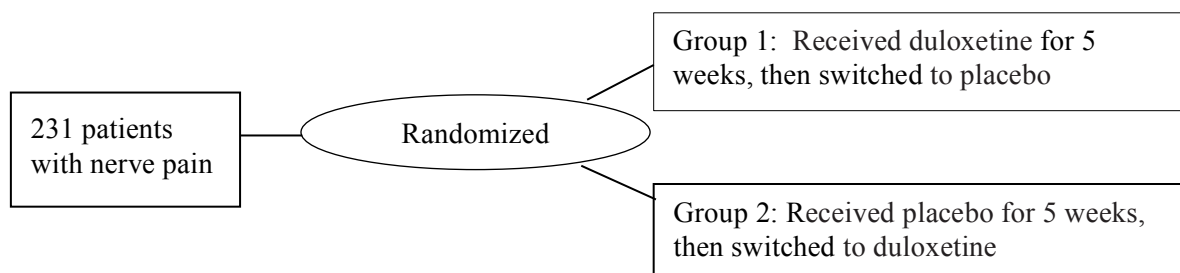 Group 1:  Received duloxetine for 5
weeks, then switched to placebo
231 patients
with nerve pain
Randomized
Group 2: Received placebo for 5 weeks,
then switched to duloxetine